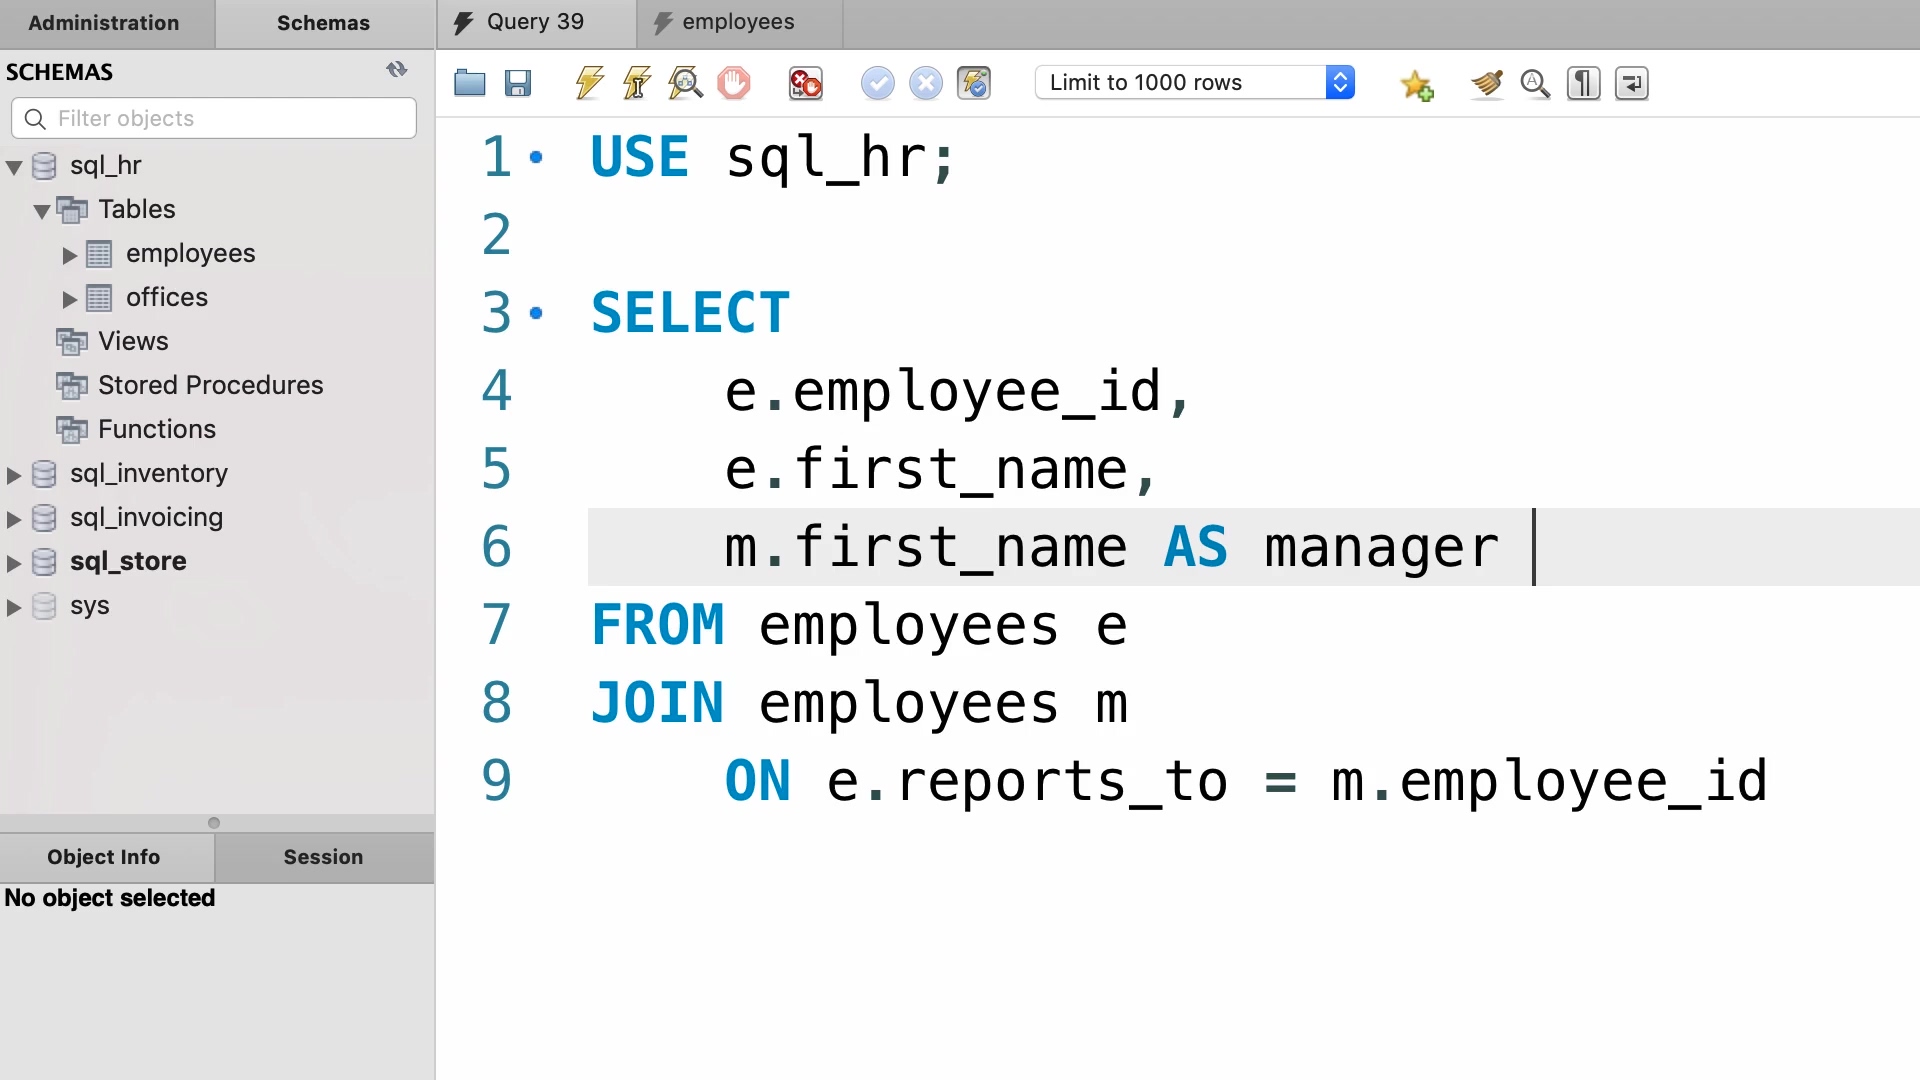 Administration
Schemas
Query 39
employees
SCHEMAS
Filter objects
Limit to 1000 rows
sql_hr
Tables
employees
offices
Views
Stored Procedures
Functions
sql_inventory
sql_invoicing
sql_store
sys
Object Info
Session
No object selected
1 USE sql_hr;
2
3 SELECT
4 e.employee_id,
5 e.first_name,
6 m.first_name AS manager
7 FROM employees e
8 JOIN employees m
9 ON e.reports_to = m.employee_id